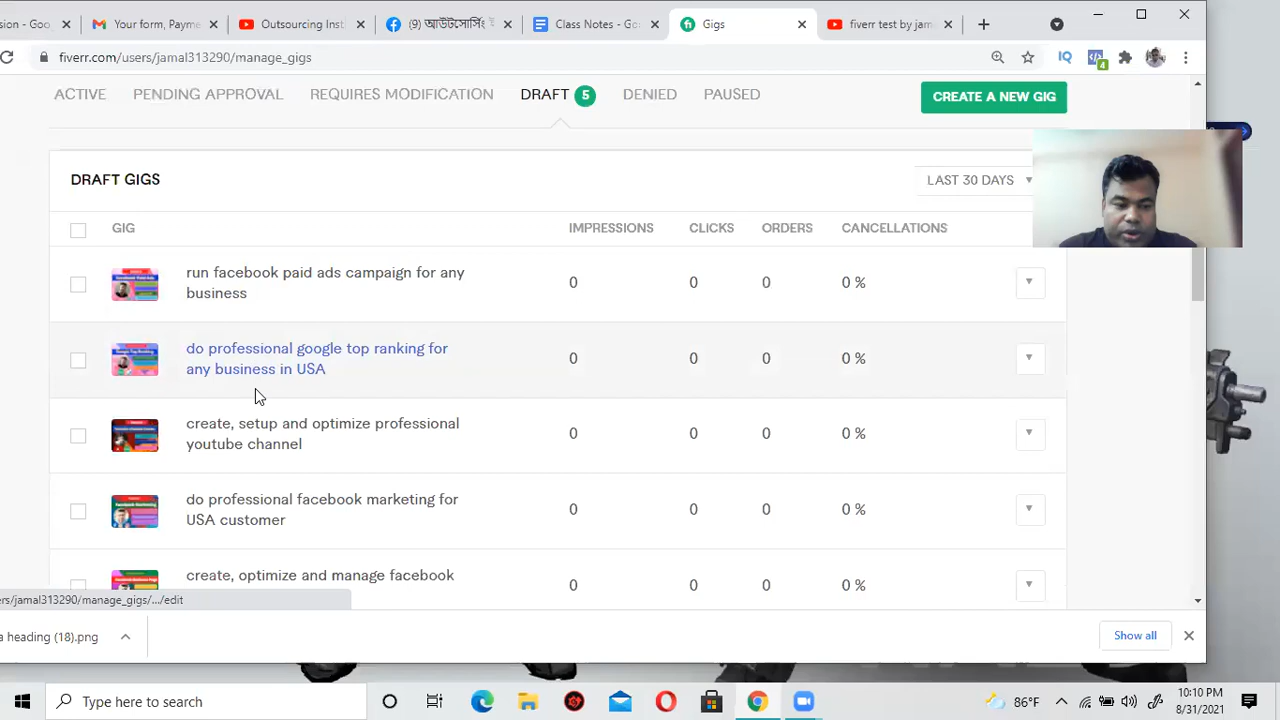 sion - Goo
Your form, Payme
Outsourcing Inst
(9) আউটসোর্সিং
Class Notes - Go
Gigs
fiverr test by jam
fiverr.com/users/jamal313290/manage_gigs
4
ACTIVE PENDING APPROVAL REQUIRES MODIFICATION DRAFT 5 DENIED PAUSED CREATE A NEW GIG
DRAFT GIGS LAST 30 DAYS
GIG IMPRESSIONS CLICKS ORDERS CANCELLATIONS
run facebook paid ads campaign for any
business
0 0 0 0 %
do professional google top ranking for
any business in USA
0 0 0 0 %
create, setup and optimize professional
youtube channel
0 0 0 0 %
do professional facebook marketing for
USA customer
0 0 0 0 %
create, optimize and manage facebook
0 0 0 0 %
ers/jamal313290/manage_gigs/.../edit
a heading (18).png
Show all
Type here to search
86°F
10:10 PM
8/31/2021